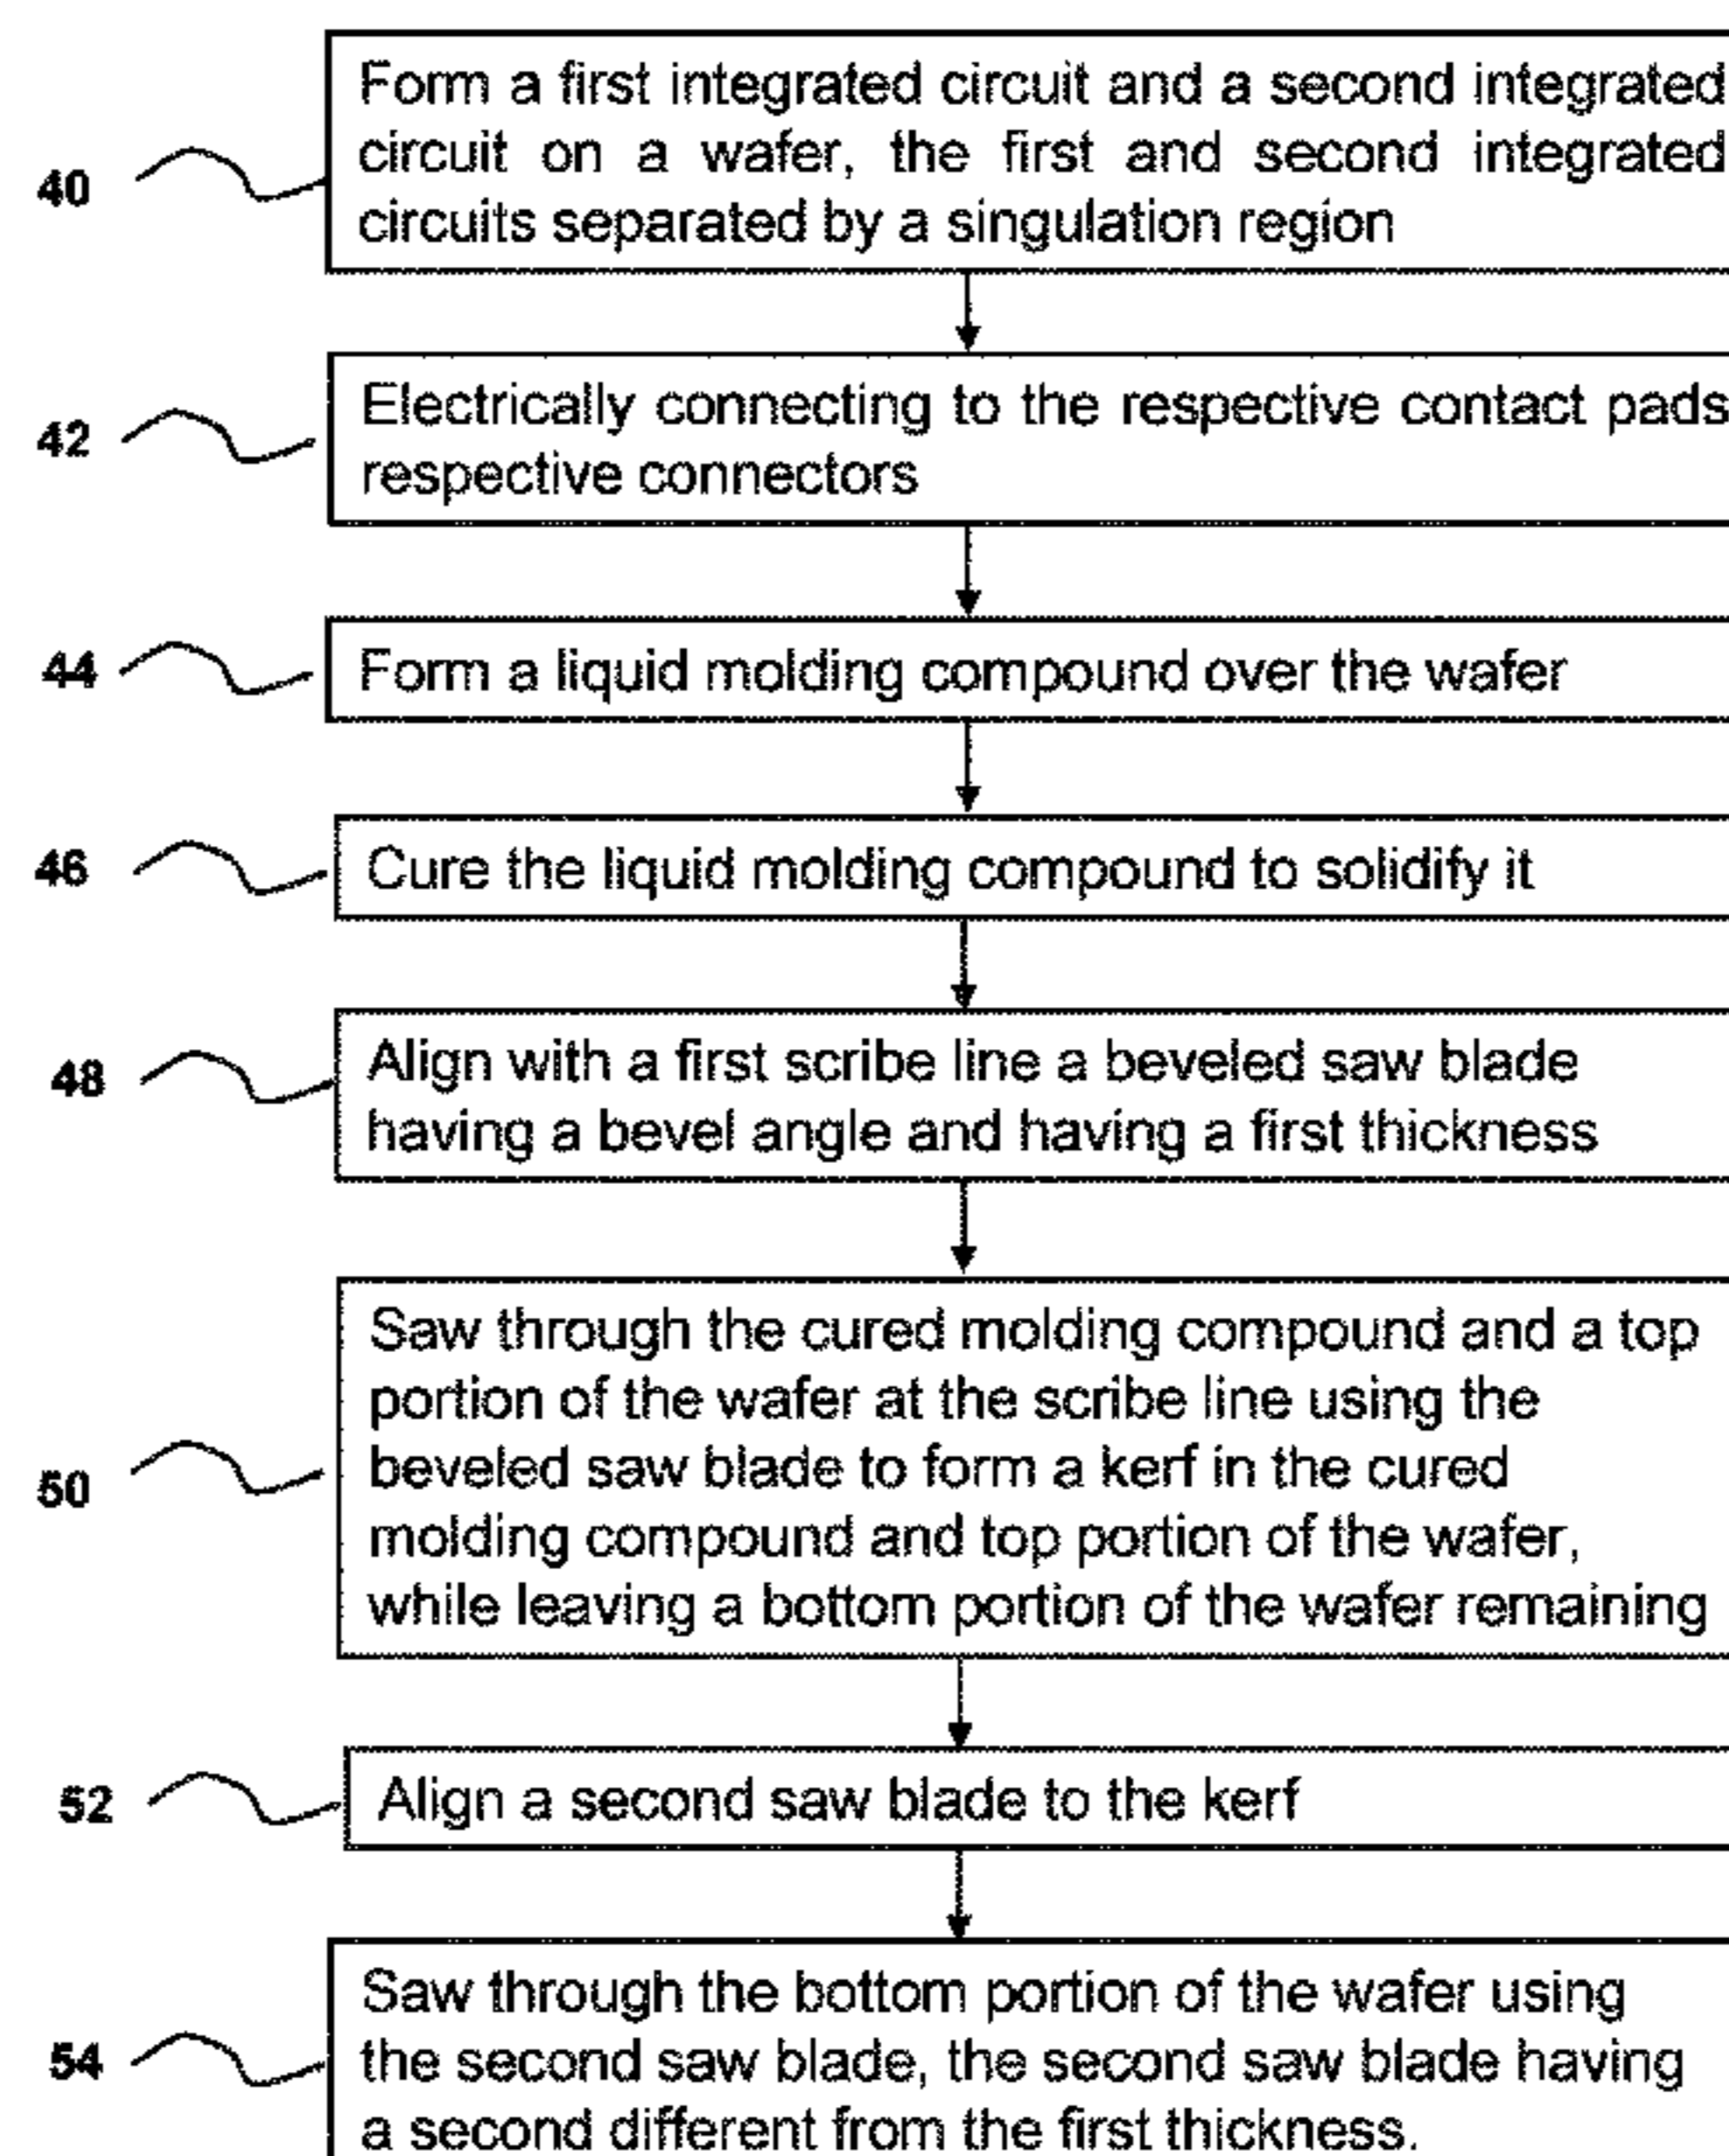 Form a first integrated circuit and a second integrated
circuit on a wafer, the first and second integrated
circuits separated by a singulation region
40
Electrically connecting to the respective contact pads
respective connectors
42
Form a liquid molding compound over the wafer
44
Cure the liquid molding compound to solidify it
46
Align with a first scribe line a beveled saw blade
having a bevel angle and having a first thickness
48
Saw through the cured molding compound and a top
portion of the wafer at the scribe line using the
beveled saw blade to form a kerf in the cured
molding compound and top portion of the wafer,
while leaving a bottom portion of the wafer remaining
50
Align a second saw blade to the kerf
52
Saw through the bottom portion of the wafer using
the second saw blade, the second saw blade having
a second different from the first thickness.
54